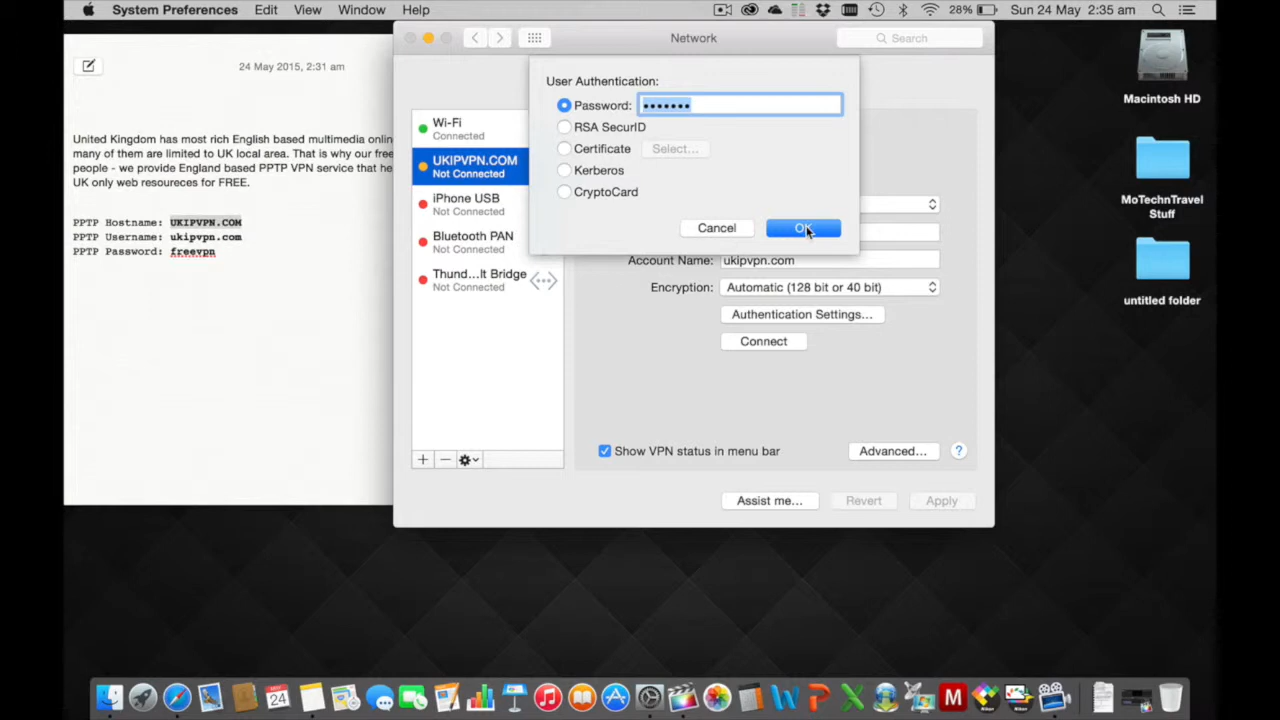 System Preferences Edit View Window Help
28% Sun 24 May 2:35 am
24 May 2015, 2:31 am
United Kingdom has most rich English based multimedia onlin
many of them are limited to UK local area. That is why our free
people - we provide England based PPTP VPN service that he
UK only web resoureces for FREE.
PPTP Hostname: UKIPVPN.COM
PPTP Username: ukipvpn.com
PPTP Password: freevpn
Network
Search
User Authentication:
Password: •••••••
RSA SecurID
Certificate Select...
Kerberos
CryptoCard
Cancel OK
Wi-Fi
Connected
UKIPVPN.COM
Not Connected
iPhone USB
Not Connected
Bluetooth PAN
Not Connected
Thund...lt Bridge
Not Connected
Account Name: ukipvpn.com
Encryption: Automatic (128 bit or 40 bit)
Authentication Settings...
Connect
Show VPN status in menu bar
Advanced... ?
Assist me... Revert Apply
Macintosh HD
MoTechnTravel
Stuff
untitled folder